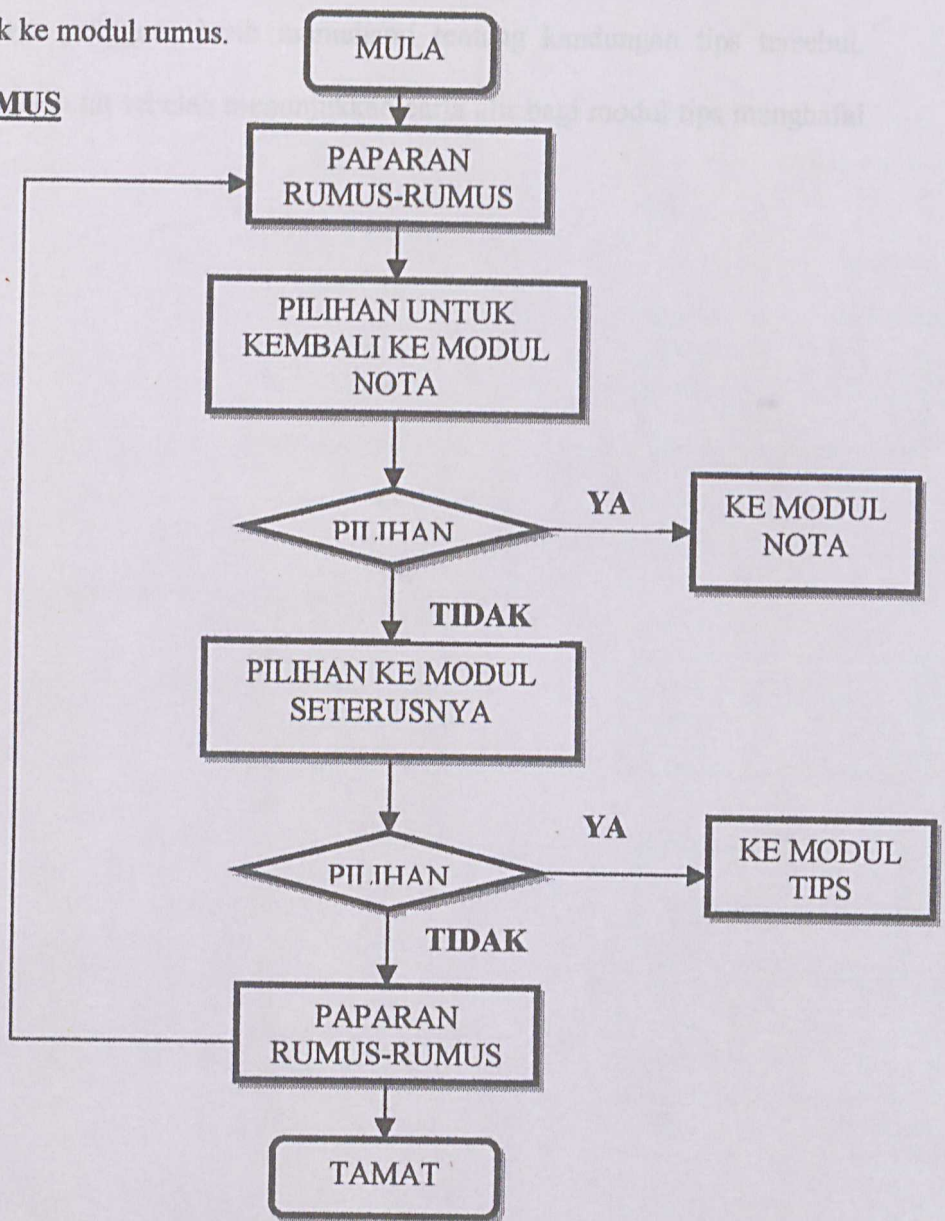 k ke modul rumus.
MUS
MULA
PAPARAN
RUMUS-RUMUS
PILIHAN UNTUK
KEMBALI KE MODUL
NOTA
PILIHAN
YA
KE MODUL
NOTA
TIDAK
PILIHAN KE MODUL
SETERUSNYA
PILIHAN
YA
KE MODUL
TIPS
TIDAK
PAPARAN
RUMUS-RUMUS
TAMAT